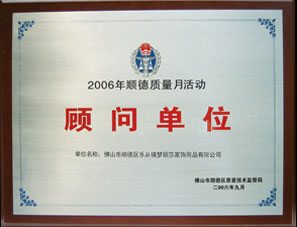 2006年顺德质量月活动
顾问单位
单位名称：佛山市顺德区乐从镇梦丽莎家饰用品有限公司
佛山市顺德区质量技术监督局
二00六年九月